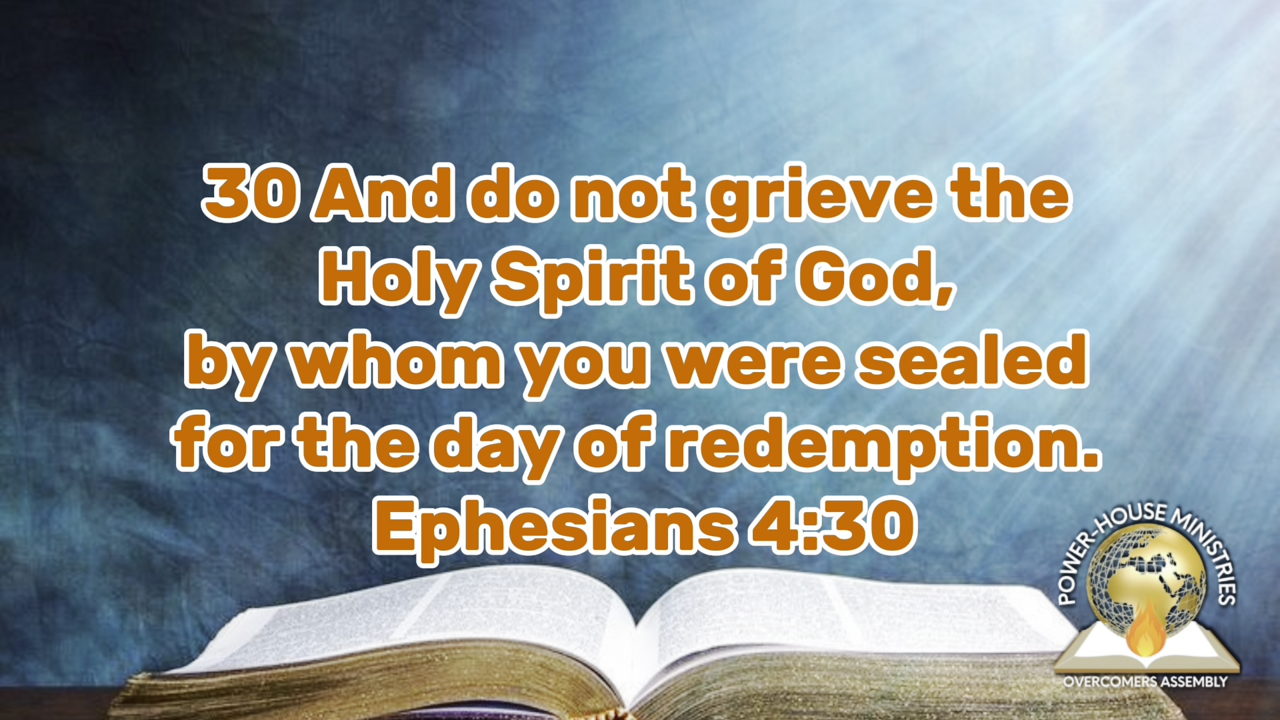 30 And do not grieve the
Holy Spirit of God,
by whom you were sealed
for the day of redemption.
Ephesians 4:30
POWER-HOUSE MINISTRIES
OVERCOMERS ASSEMBLY